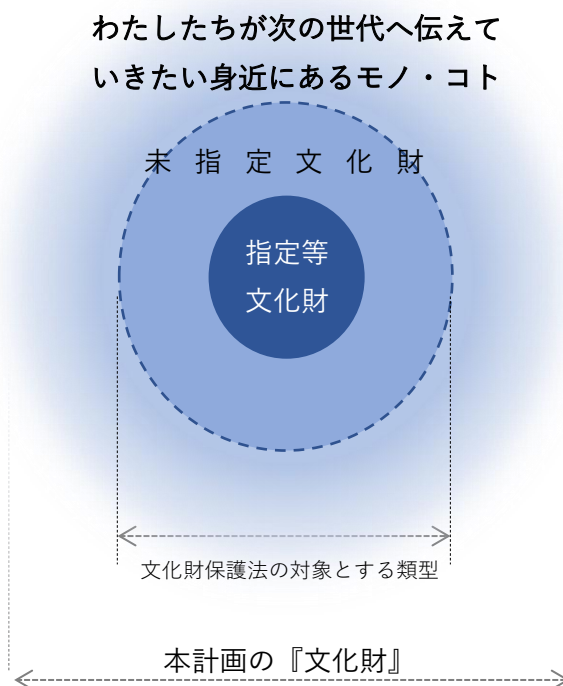 わたしたちが次の世代へ伝えて
いきたい身近にあるモノ・コト
未指定文化財
指定等
文化財
文化財保護法の対象とする類型
本計画の『文化財』